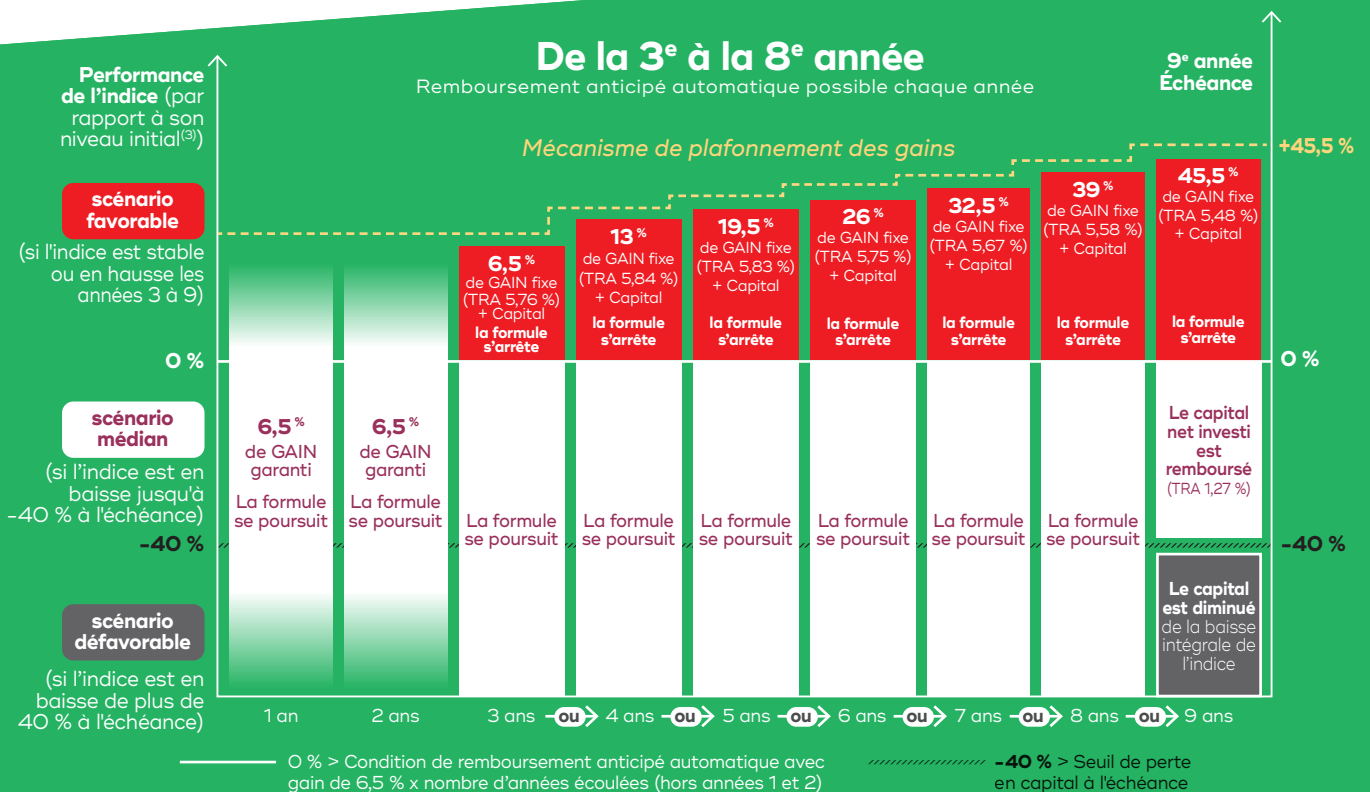 De la 3e à la 8e année
Remboursement anticipé automatique possible chaque année
Performance
de l’indice (par
rapport à son
niveau initial(3))
9e année
Échéance
Mécanisme de plafonnement des gains
+45,5 %
scénario
favorable
(si l'indice est stable
ou en hausse les
années 3 à 9)
6,5 %
de GAIN fixe
(TRA 5,76 %)
+ Capital
la formule
s’arrête
13 %
de GAIN fixe
(TRA 5,84 %)
+ Capital
la formule
s’arrête
19,5 %
de GAIN fixe
(TRA 5,83 %)
+ Capital
la formule
s’arrête
26 %
de GAIN fixe
(TRA 5,75 %)
+ Capital
la formule
s’arrête
32,5 %
de GAIN fixe
(TRA 5,67 %)
+ Capital
la formule
s’arrête
39 %
de GAIN fixe
(TRA 5,58 %)
+ Capital
la formule
s’arrête
45,5 %
de GAIN fixe
(TRA 5,48 %)
+ Capital
la formule
s’arrête
0 %
0 %
scénario
médian
(si l’indice est en
baisse jusqu'à
-40 % à l'échéance)
6,5 %
de GAIN
garanti
La formule
se poursuit
6,5 %
de GAIN
garanti
La formule
se poursuit
La formule
se poursuit
La formule
se poursuit
La formule
se poursuit
La formule
se poursuit
La formule
se poursuit
La formule
se poursuit
Le capital
net investi
est
remboursé
(TRA 1,27 %)
-40 %
-40 %
scénario
défavorable
(si l’indice est en
baisse de plus de
40 % à l'échéance)
Le capital
est diminué
de la baisse
intégrale de
l’indice
1 an 2 ans 3 ans ou 4 ans ou 5 ans ou 6 ans ou 7 ans ou 8 ans ou 9 ans
0 % > Condition de remboursement anticipé automatique avec
gain de 6,5 % x nombre d’années écoulées (hors années 1 et 2)
-40 % > Seuil de perte
en capital à l'échéance